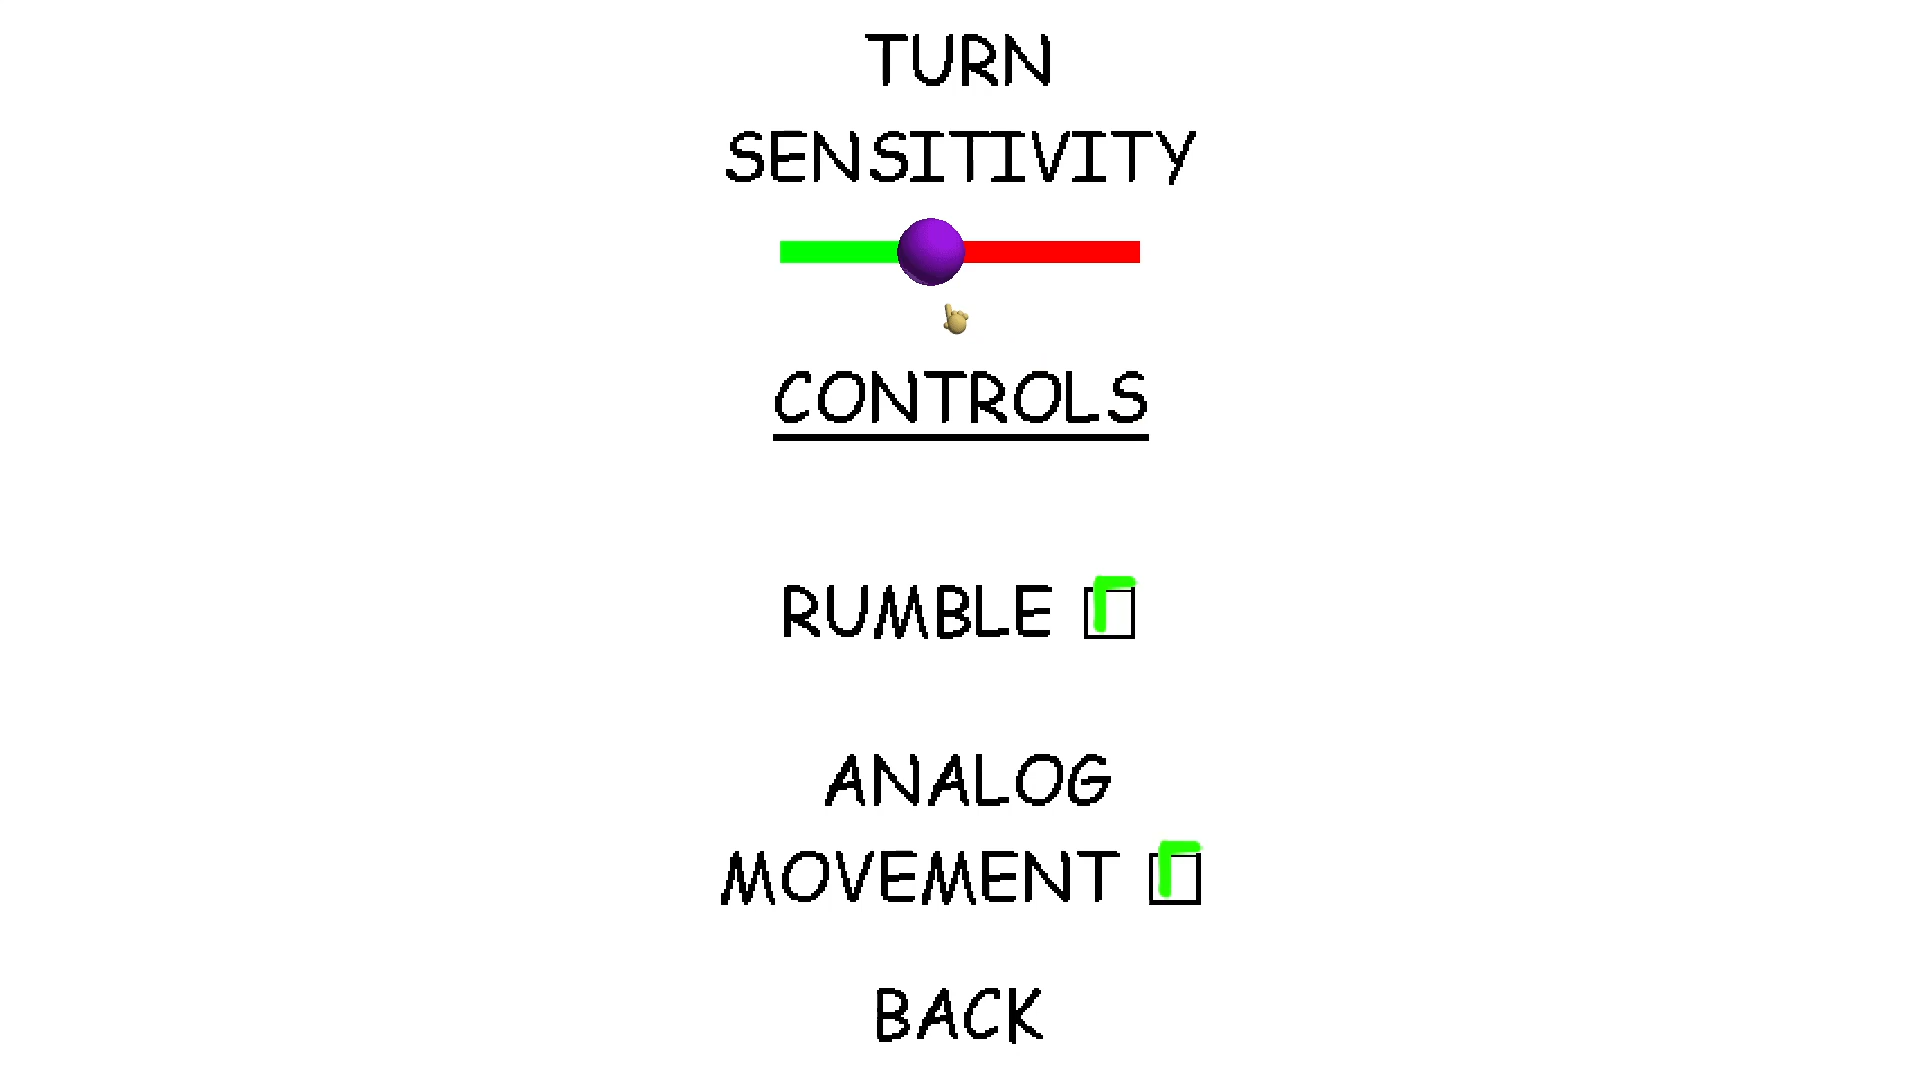 TURN
SENSITIVITY
CONTROLS
RUMBLE
ANALOG
MOVEMENT
BACK